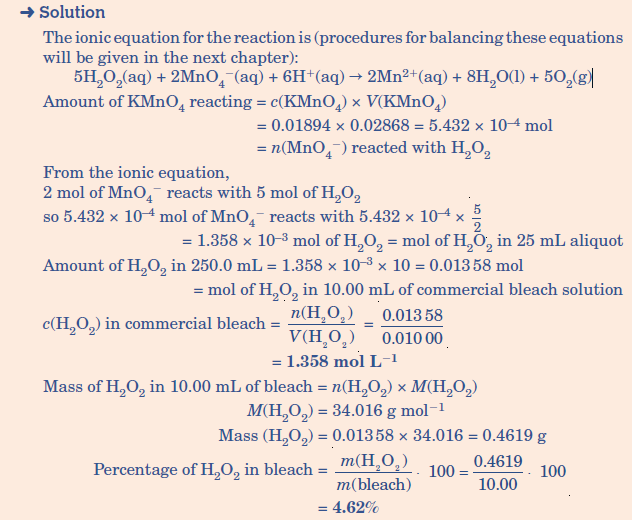 ➜ Solution
The ionic equation for the reaction is (procedures for balancing these equations
will be given in the next chapter):
5H₂O₂(aq) + 2MnO₄⁻(aq) + 6H⁺(aq) → 2Mn²⁺(aq) + 8H₂O(l) + 5O₂(g)
Amount of KMnO₄ reacting = c(KMnO₄) × V(KMnO₄)
= 0.01894 × 0.02868 = 5.432 × 10⁻⁴ mol
= n(MnO₄⁻) reacted with H₂O₂
From the ionic equation,
2 mol of MnO₄⁻ reacts with 5 mol of H₂O₂
so 5.432 × 10⁻⁴ mol of MnO₄⁻ reacts with 5.432 × 10⁻⁴ × 5/2
= 1.358 × 10⁻³ mol of H₂O₂ = mol of H₂O₂ in 25 mL aliquot
Amount of H₂O₂ in 250.0 mL = 1.358 × 10⁻³ × 10 = 0.013 58 mol
= mol of H₂O₂ in 10.00 mL of commercial bleach solution
c(H₂O₂) in commercial bleach = n(H₂O₂)/V(H₂O₂) = 0.013 58/0.010 00
= 1.358 mol L⁻¹
Mass of H₂O₂ in 10.00 mL of bleach = n(H₂O₂) × M(H₂O₂)
M(H₂O₂) = 34.016 g mol⁻¹
Mass (H₂O₂) = 0.013 58 × 34.016 = 0.4619 g
Percentage of H₂O₂ in bleach = m(H₂O₂)/m(bleach) · 100 = 0.4619/10.00 · 100
= 4.62%